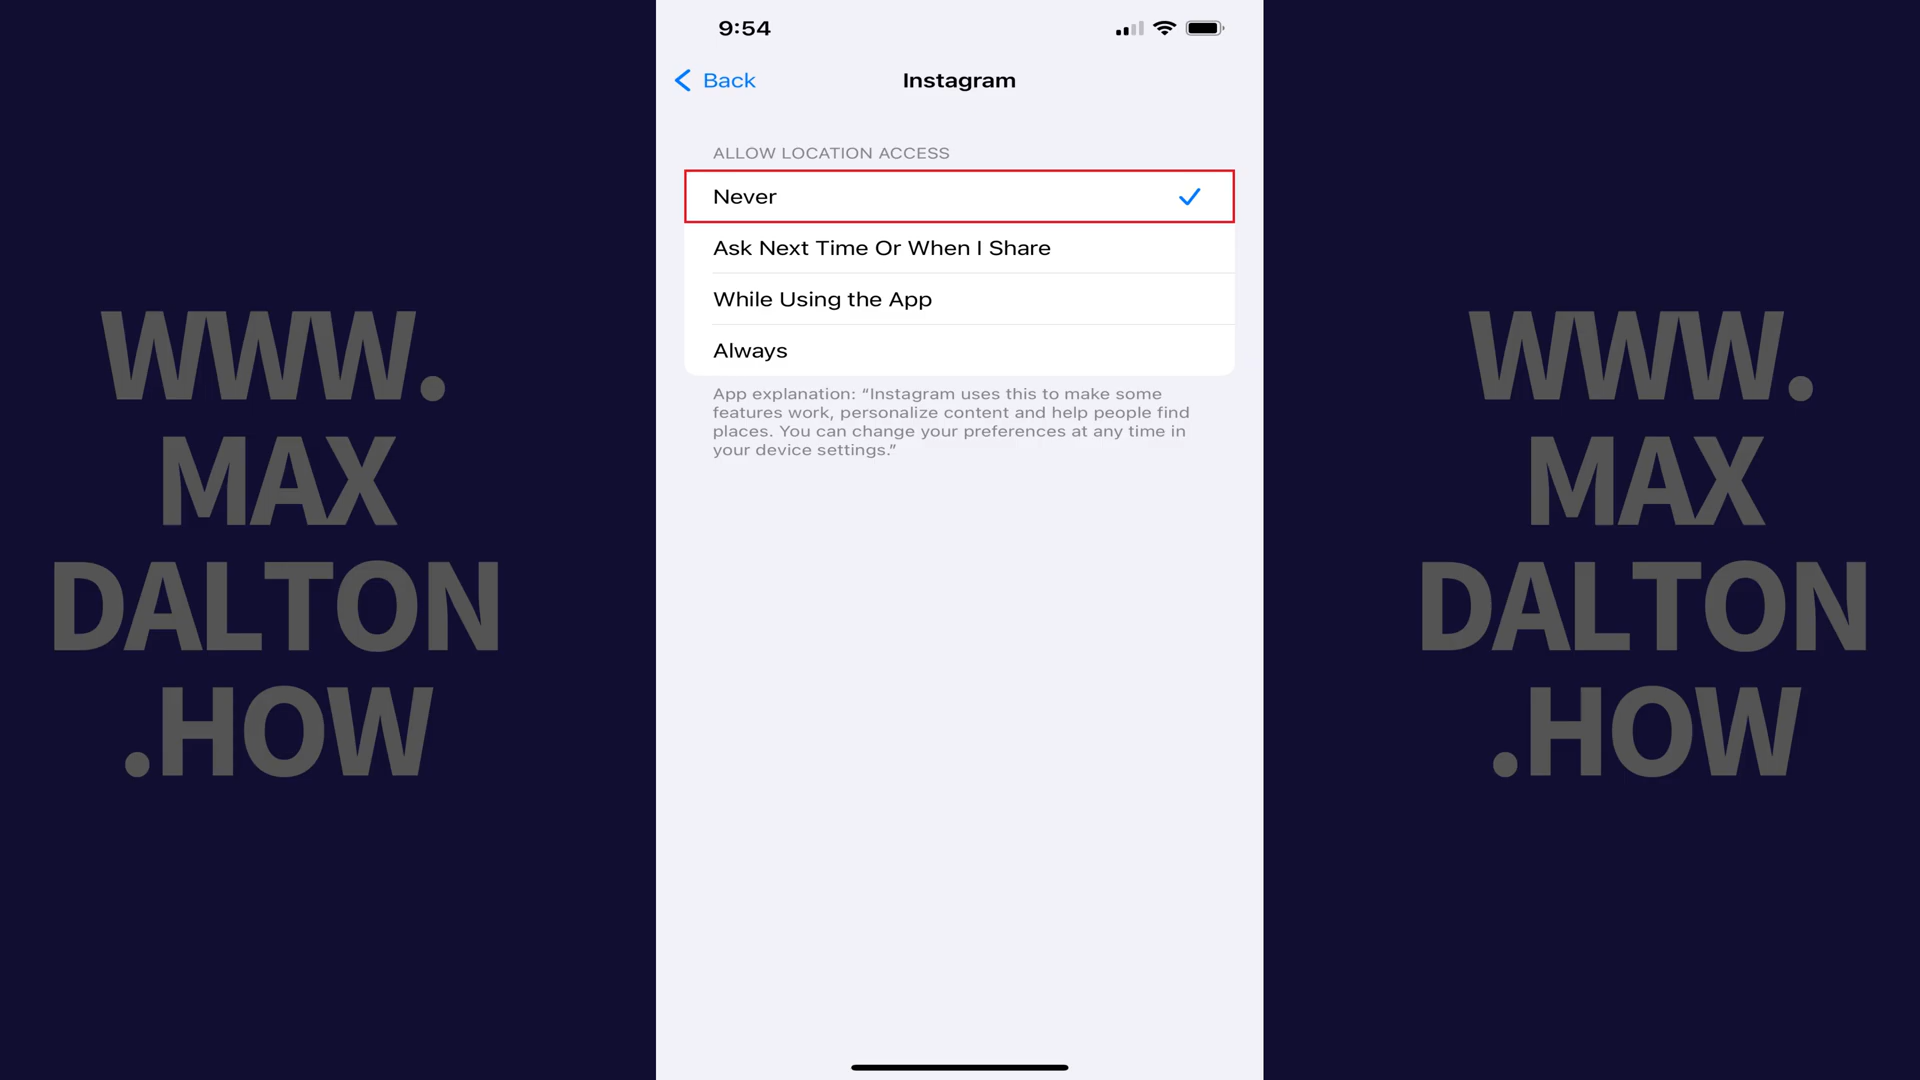 9:54
Back
Instagram
ALLOW LOCATION ACCESS
Never
Ask Next Time Or When I Share
While Using the App
Always
App explanation: “Instagram uses this to make some
features work, personalize content and help people find
places. You can change your preferences at any time in
your device settings.”
WWW.
MAX
DALTON
.HOW
WWW.
MAX
DALTON
.HOW